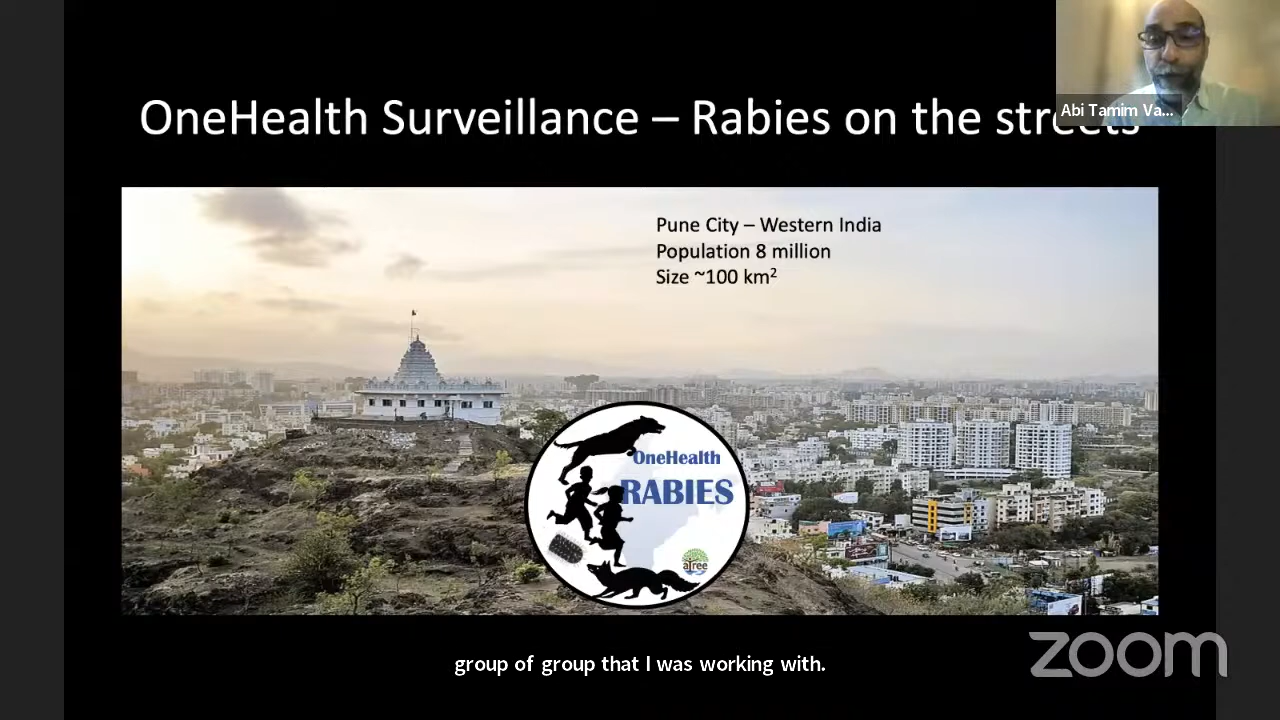 OneHealth Surveillance – Rabies on the streets
Abi Tamim Va...
Pune City – Western India
Population 8 million
Size ~100 km²
OneHealth
RABIES
aTree
group of group that I was working with.
zoom